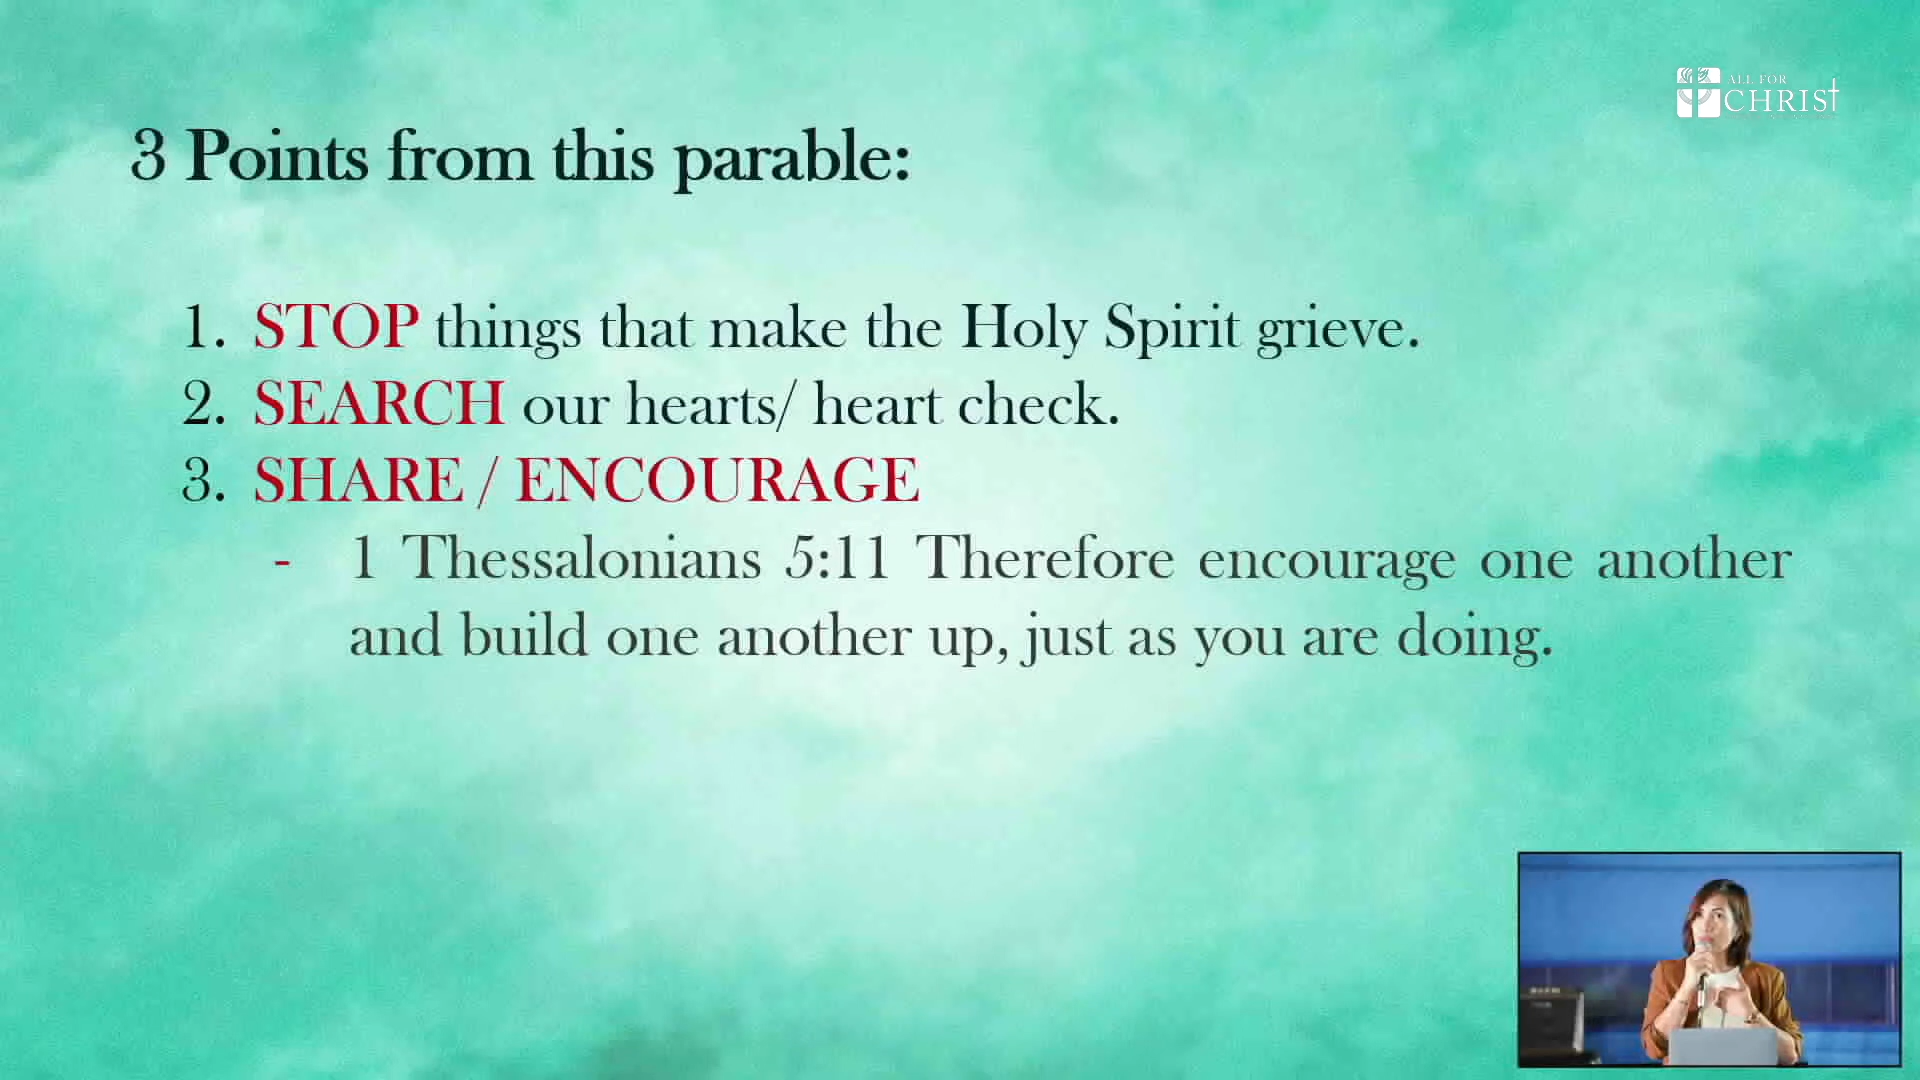 ALL FOR
CHRIST
3 Points from this parable:
1. STOP things that make the Holy Spirit grieve.
2. SEARCH our hearts/ heart check.
3. SHARE / ENCOURAGE
- 1 Thessalonians 5:11 Therefore encourage one another
and build one another up, just as you are doing.